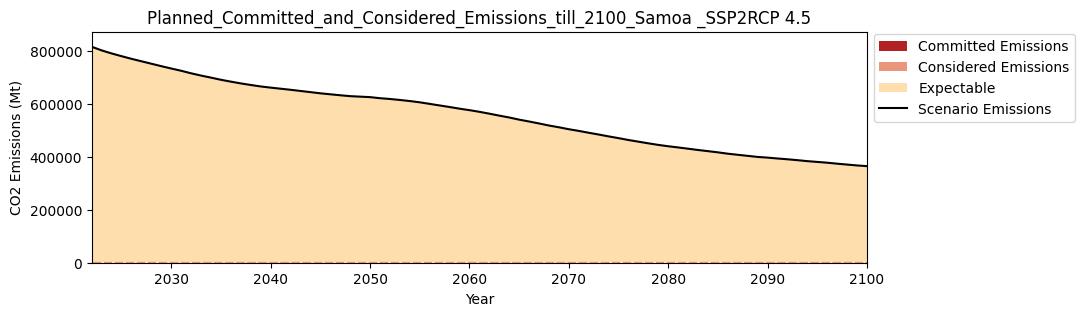 Planned_Committed_and_Considered_Emissions_till_2100_Samoa _SSP2RCP 4.5
CO2 Emissions (Mt)
800000
600000
400000
200000
0
2030 2040 2050 2060 2070 2080 2090 2100
Year
Committed Emissions
Considered Emissions
Expectable
Scenario Emissions